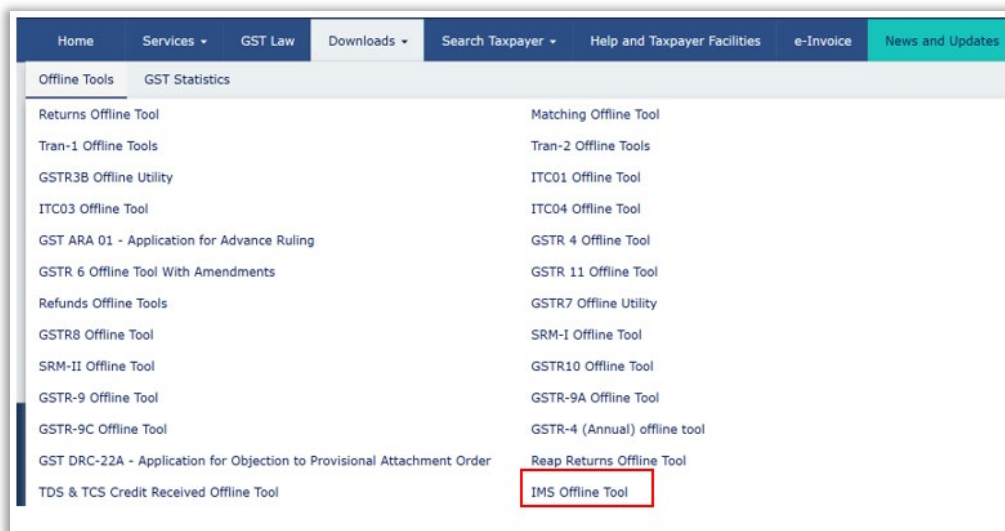 Home Services GST Law Downloads Search Taxpayer Help and Taxpayer Facilities e-Invoice News and Updates
Offline Tools GST Statistics
Returns Offline Tool Matching Offline Tool
Tran-1 Offline Tools Tran-2 Offline Tools
GSTR3B Offline Utility ITC01 Offline Tool
ITC03 Offline Tool ITC04 Offline Tool
GST ARA 01 - Application for Advance Ruling GSTR 4 Offline Tool
GSTR 6 Offline Tool With Amendments GSTR 11 Offline Tool
Refunds Offline Tools GSTR7 Offline Utility
GSTR8 Offline Tool SRM-I Offline Tool
SRM-II Offline Tool GSTR10 Offline Tool
GSTR-9 Offline Tool GSTR-9A Offline Tool
GSTR-9C Offline Tool GSTR-4 (Annual) offline tool
GST DRC-22A - Application for Objection to Provisional Attachment Order Reap Returns Offline Tool
TDS & TCS Credit Received Offline Tool IMS Offline Tool